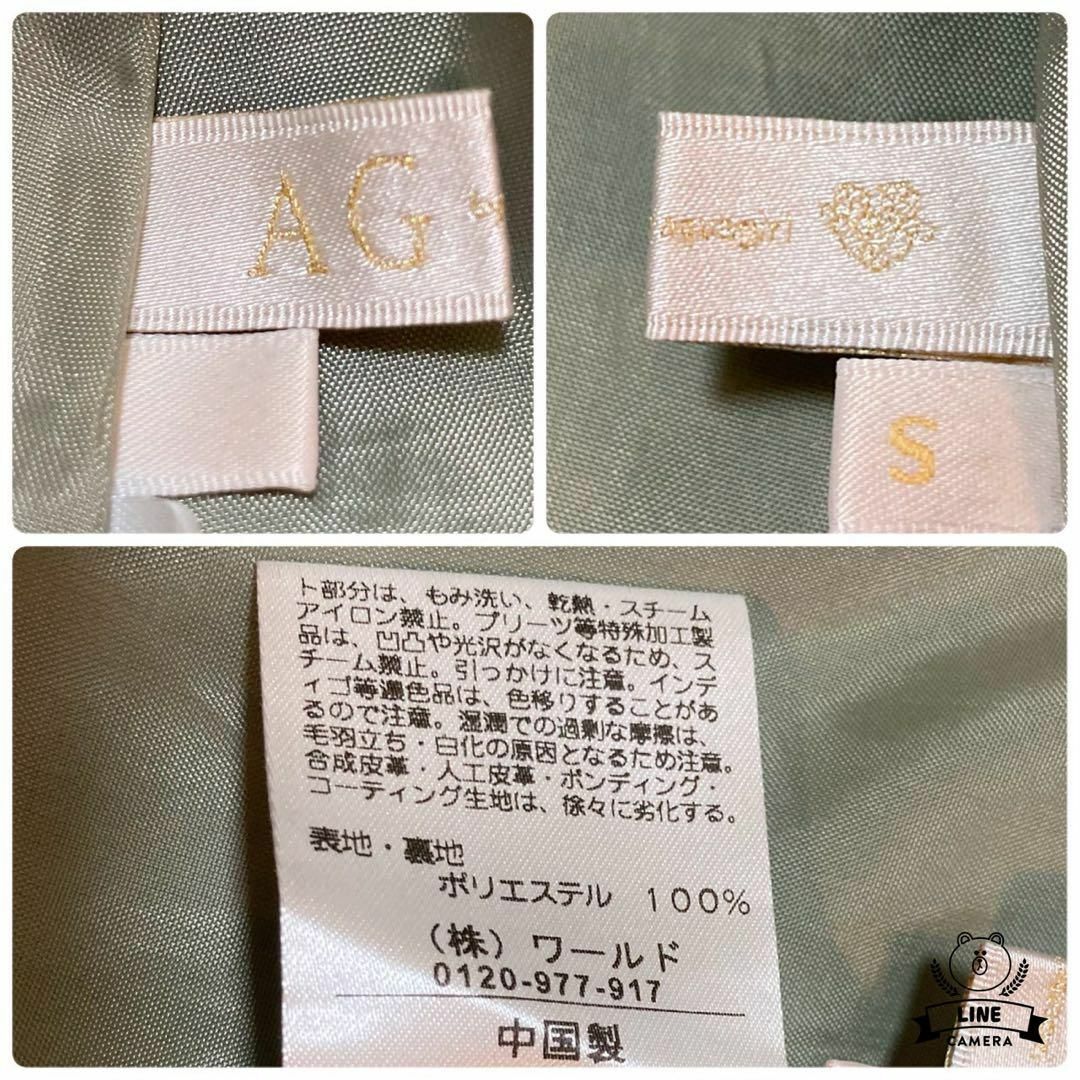 AG by
aquagirl
S
ト部分は、もみ洗い、乾熱・スチーム
アイロン禁止。プリーツ等特殊加工製
品は、凹凸や光沢がなくなるため、ス
チーム禁止。引っかけに注意。インデ
ィゴ等濃色品は、色移りすることがあ
るので注意。湿潤での過剰な摩擦は、
毛羽立ち・白化の原因となるため注意。
合成皮革・人工皮革・ボンディング・
コーティング生地は、徐々に劣化する。
表地・裏地
ポリエステル 100%
(株) ワールド
0120-977-917
中国製
LINE
CAMERA